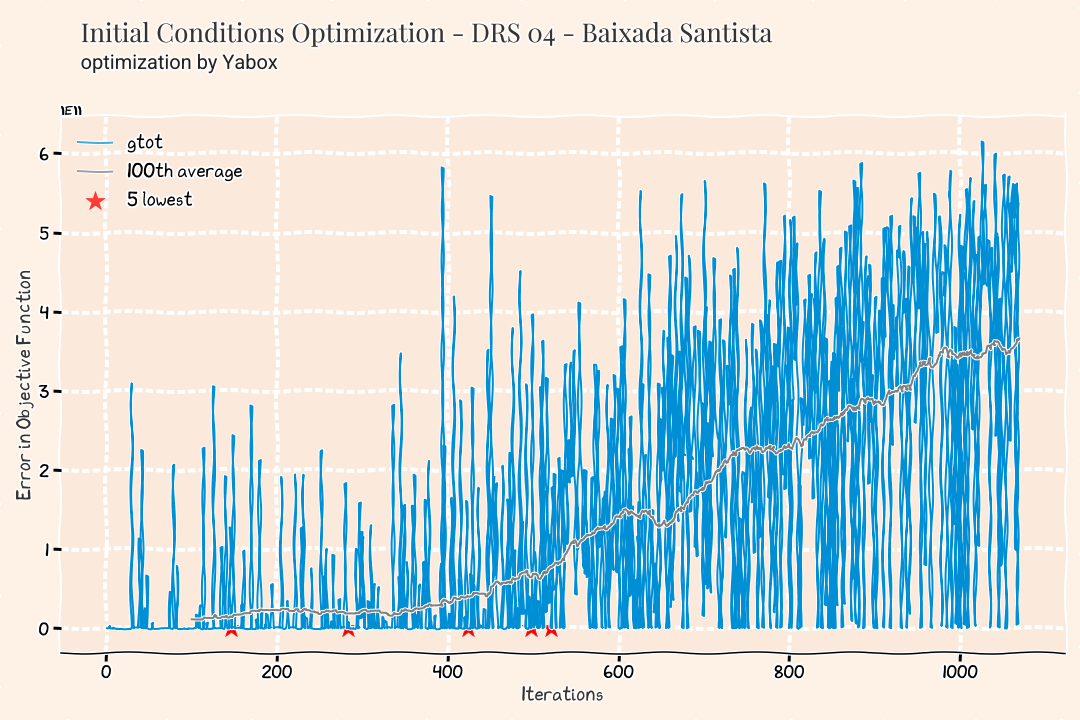 Initial Conditions Optimization - DRS 04 - Baixada Santista
optimization by Yabox
1E11
gtot
100th average
5 lowest
6
5
4
3
2
1
0
Error in Objective Function
0 200 400 600 800 1000
Iterations